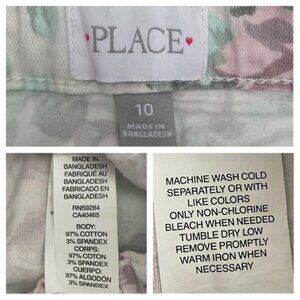 PLACE
10
MADE IN
BANGLADESH
MADE IN
BANGLADESH
FABRIQUÉ AU
BANGLADESH
FABRICADO EN
BANGLADESH
RN59284
CA40465
BODY:
97% COTTON
3% SPANDEX
CORPS:
97% COTON
3% SPANDEX
CUERPO:
97% ALGODÓN
3% SPANDEX
MACHINE WASH COLD
SEPARATELY OR WITH
LIKE COLORS
ONLY NON-CHLORINE
BLEACH WHEN NEEDED
TUMBLE DRY LOW
REMOVE PROMPTLY
WARM IRON WHEN
NECESSARY